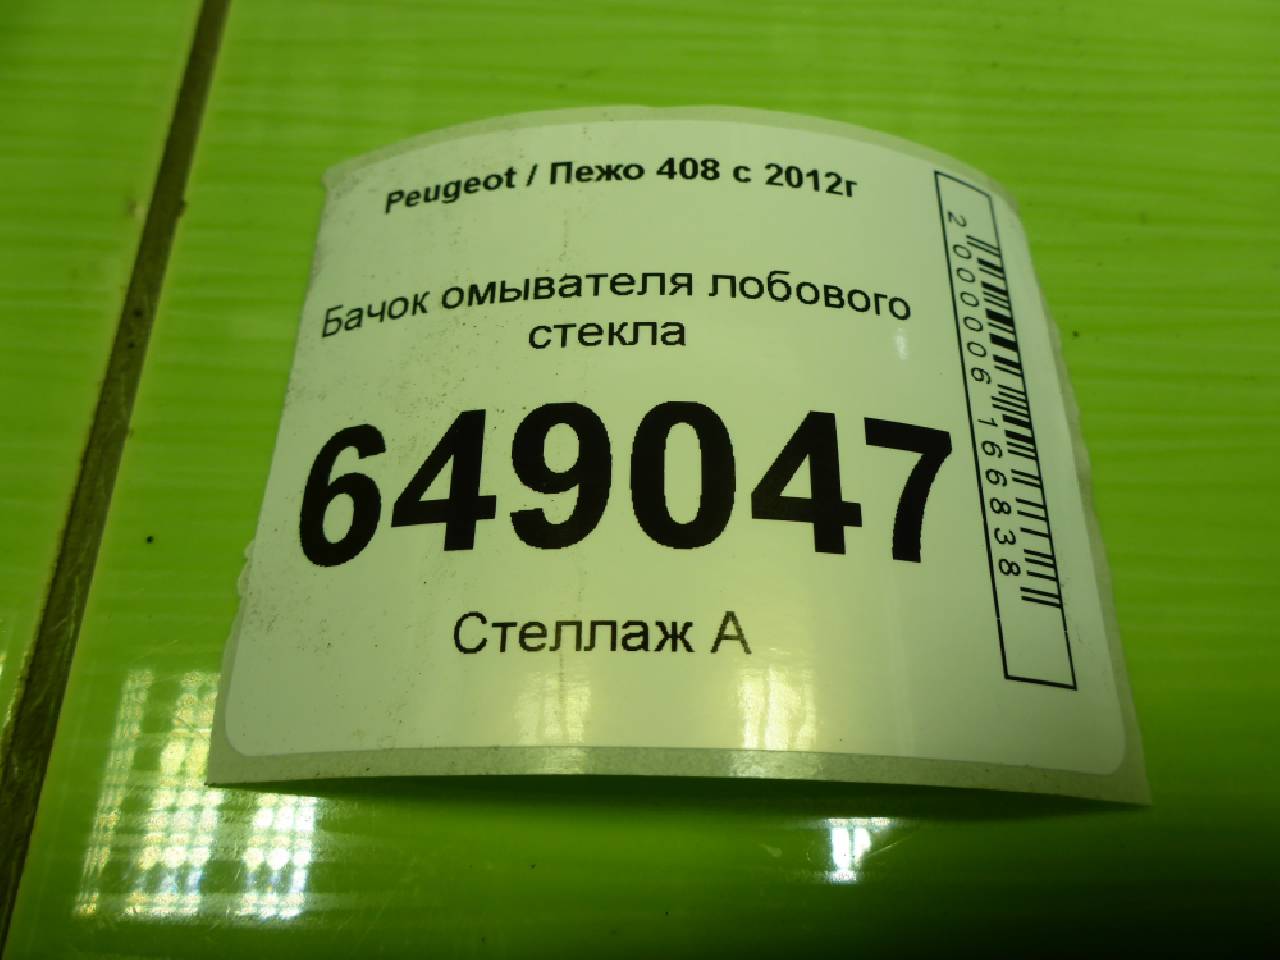 Peugeot / Пежо 408 с 2012г
Бачок омывателя лобового
стекла
649047
Стеллаж А
2000006166838